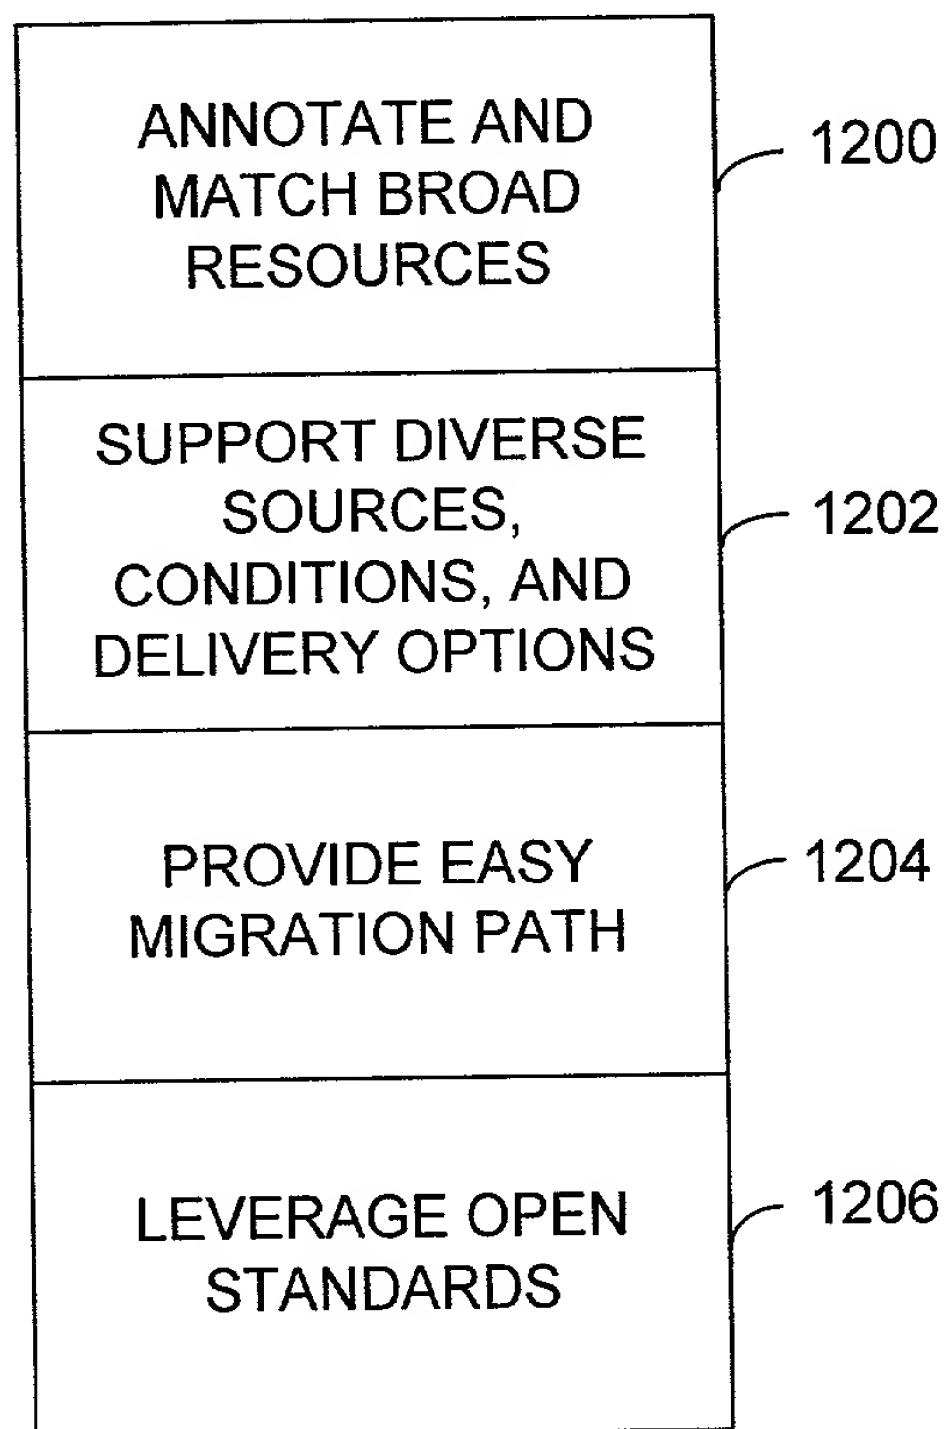 ANNOTATE AND
MATCH BROAD
RESOURCES
1200
SUPPORT DIVERSE
SOURCES,
CONDITIONS, AND
DELIVERY OPTIONS
1202
PROVIDE EASY
MIGRATION PATH
1204
LEVERAGE OPEN
STANDARDS
1206